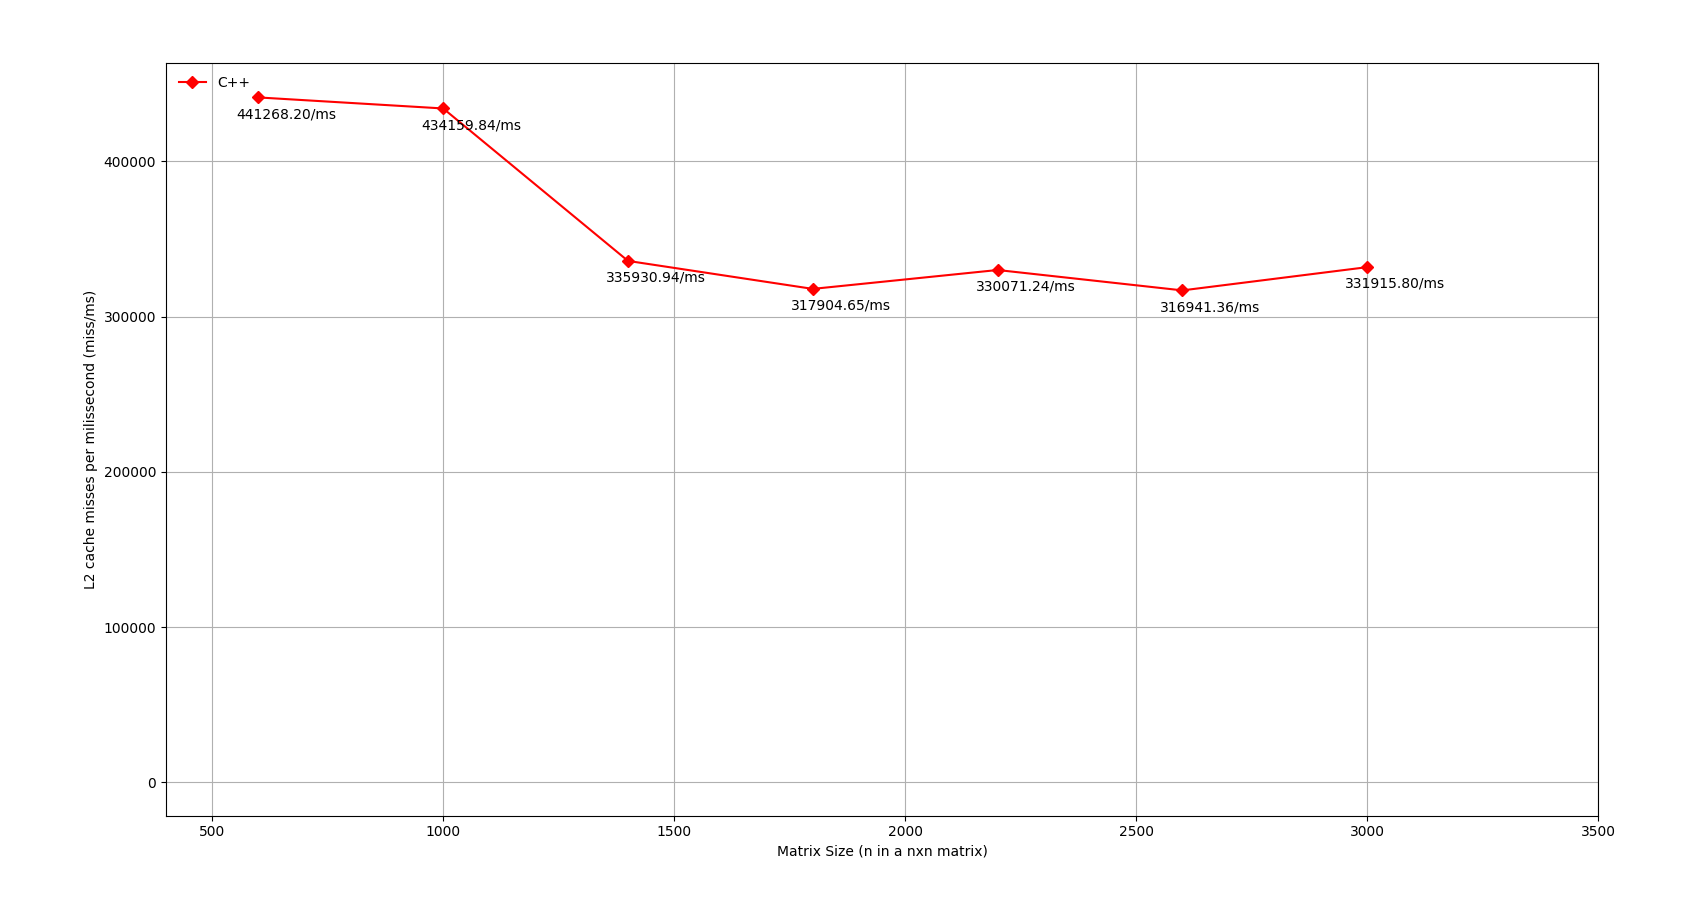 C++
441268.20/ms
434159.84/ms
335930.94/ms
317904.65/ms
330071.24/ms
316941.36/ms
331915.80/ms
400000
300000
200000
100000
0
L2 cache misses per milissecond (miss/ms)
500 1000 1500 2000 2500 3000 3500
Matrix Size (n in a nxn matrix)